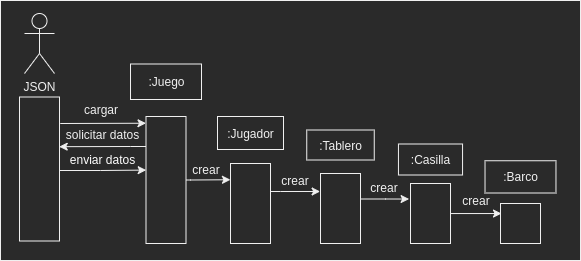 JSON
:Juego
cargar
solicitar datos
enviar datos
:Jugador
crear
:Tablero
crear
:Casilla
crear
:Barco
crear